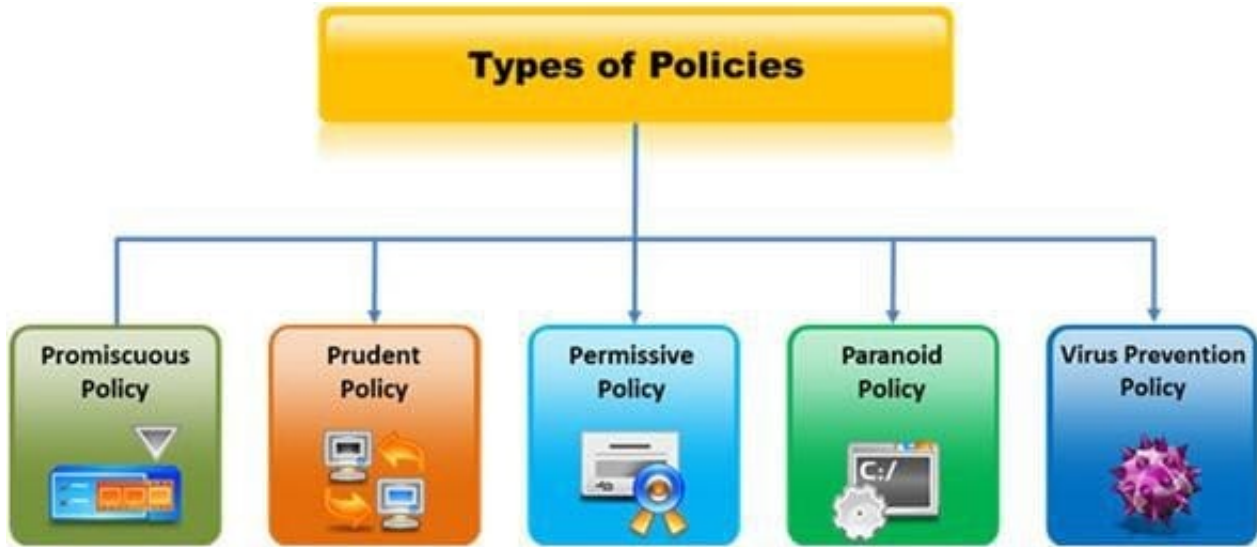 Types of Policies
Promiscuous
Policy
Prudent
Policy
Permissive
Policy
Paranoid
Policy
C:/
Virus Prevention
Policy